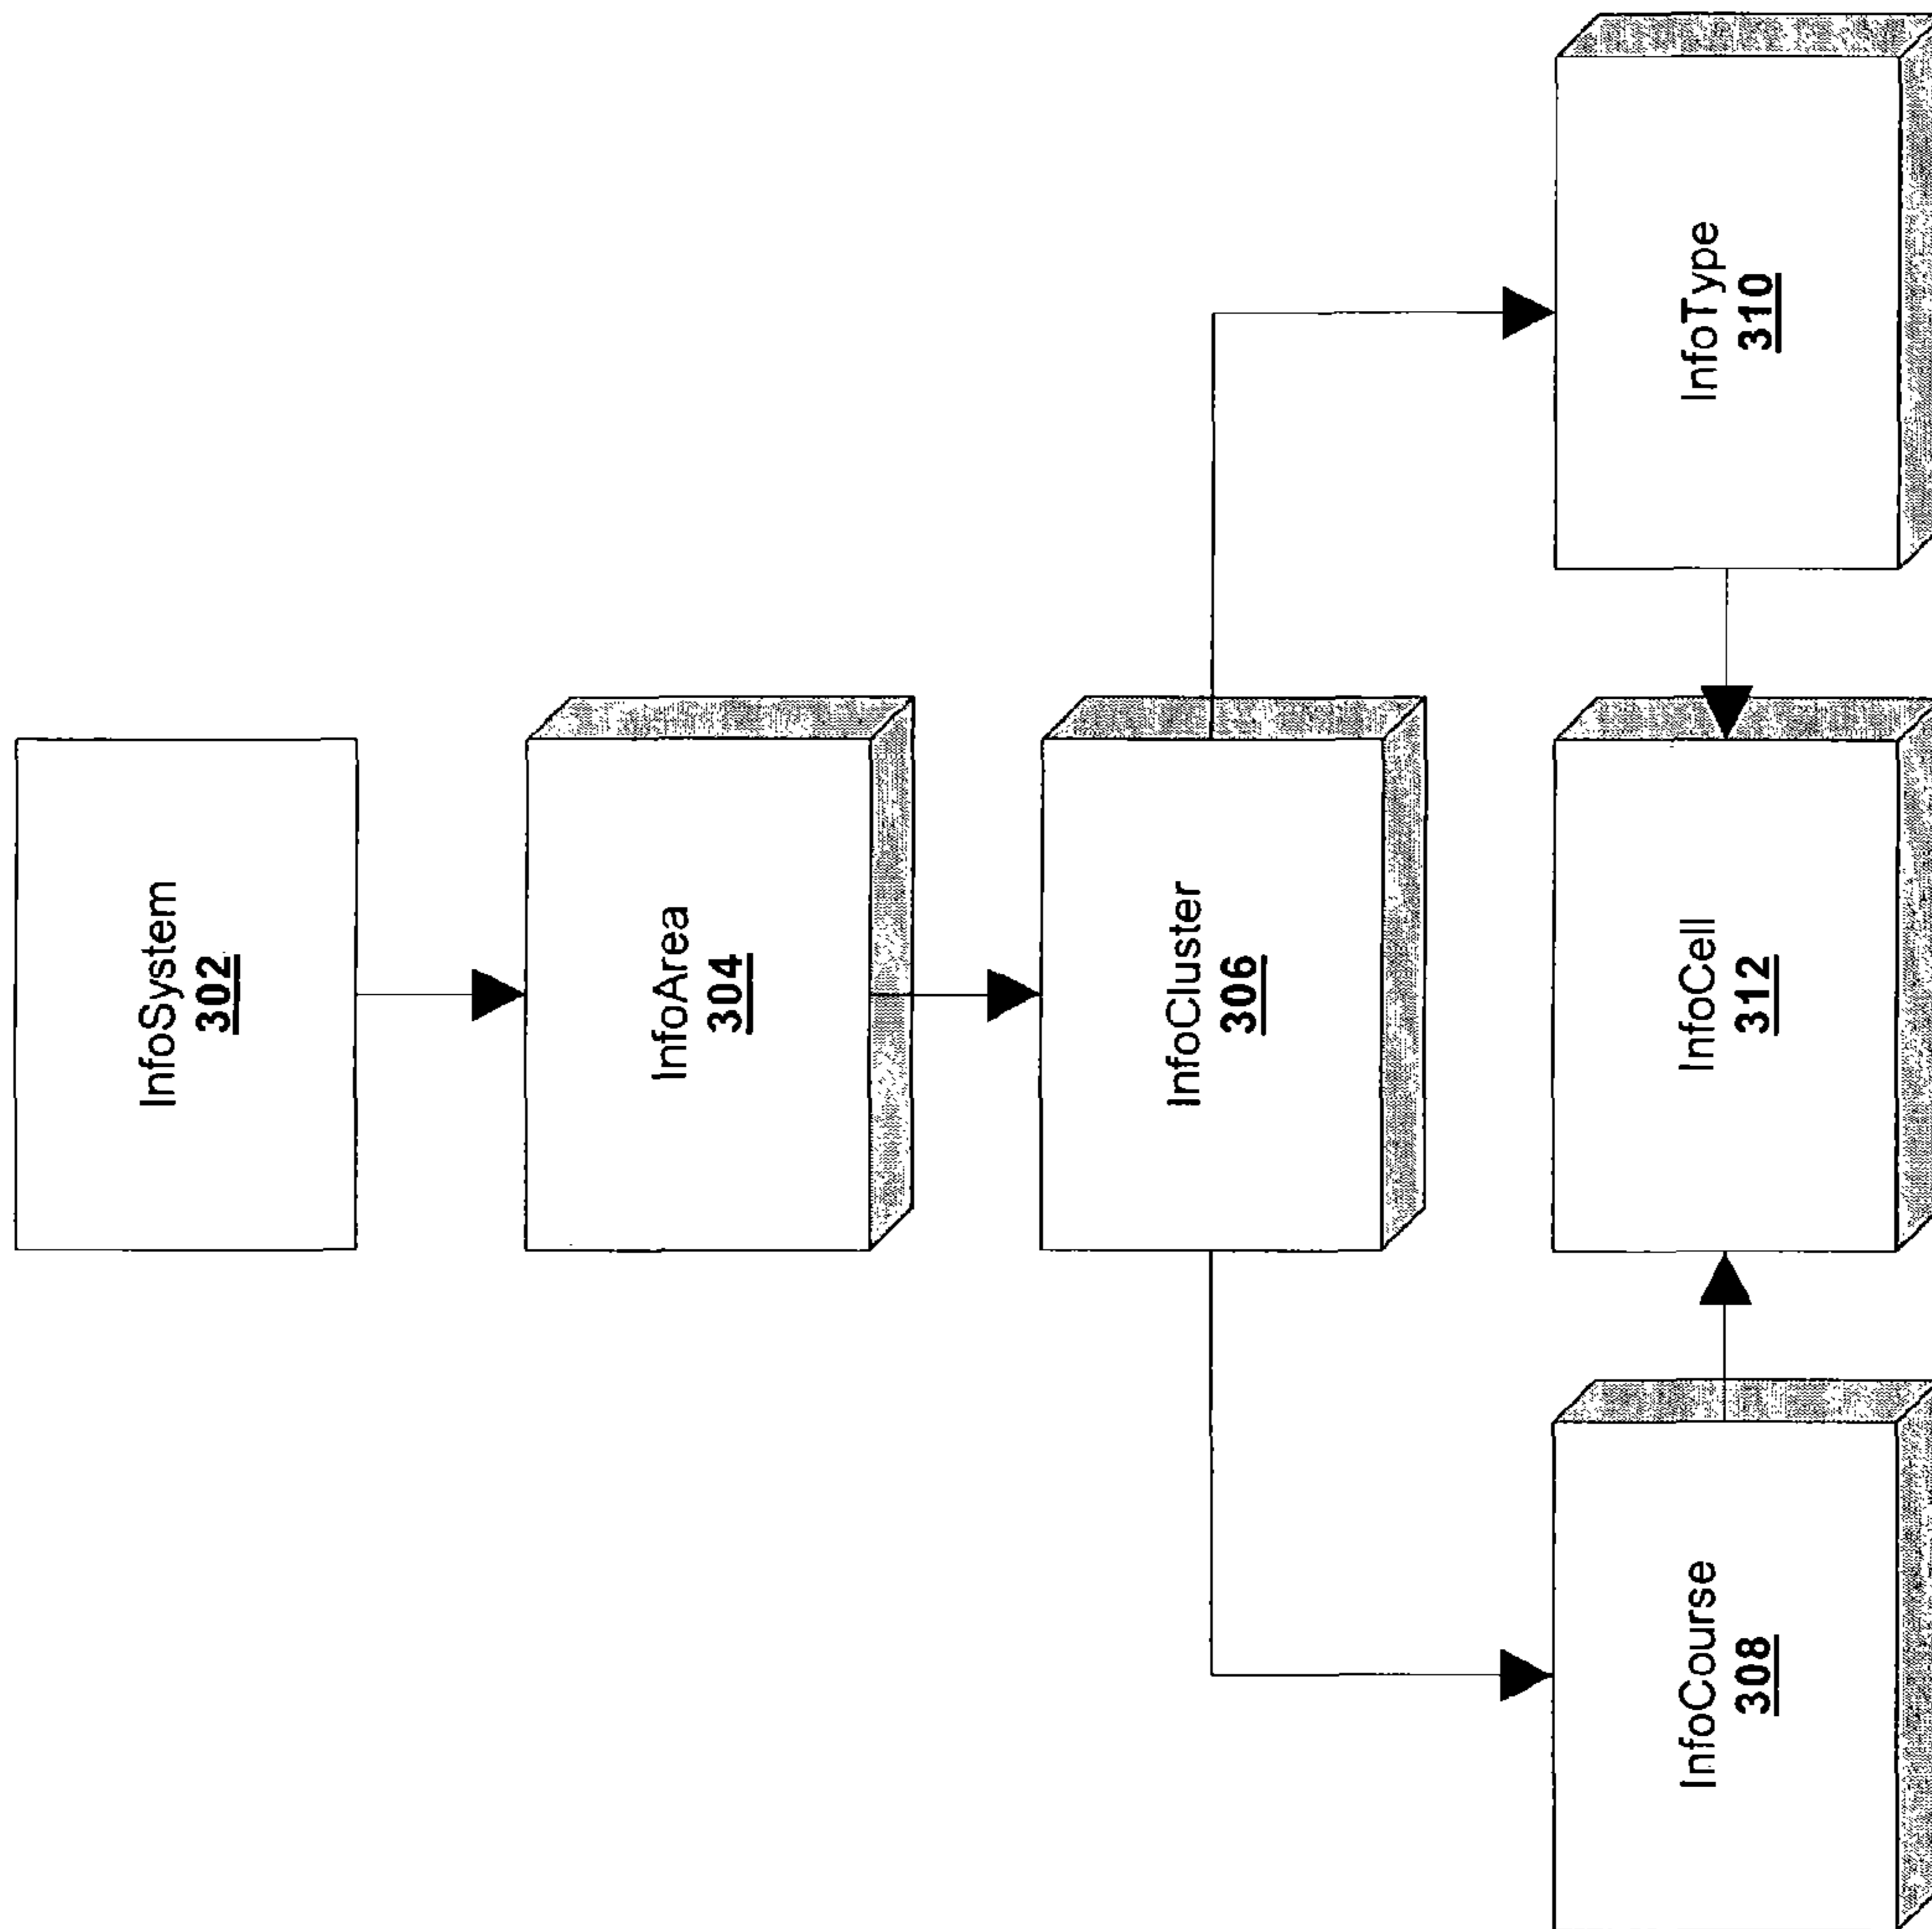 InfoSystem
302
InfoArea
304
InfoCluster
306
InfoCourse
308
InfoCell
312
InfoType
310